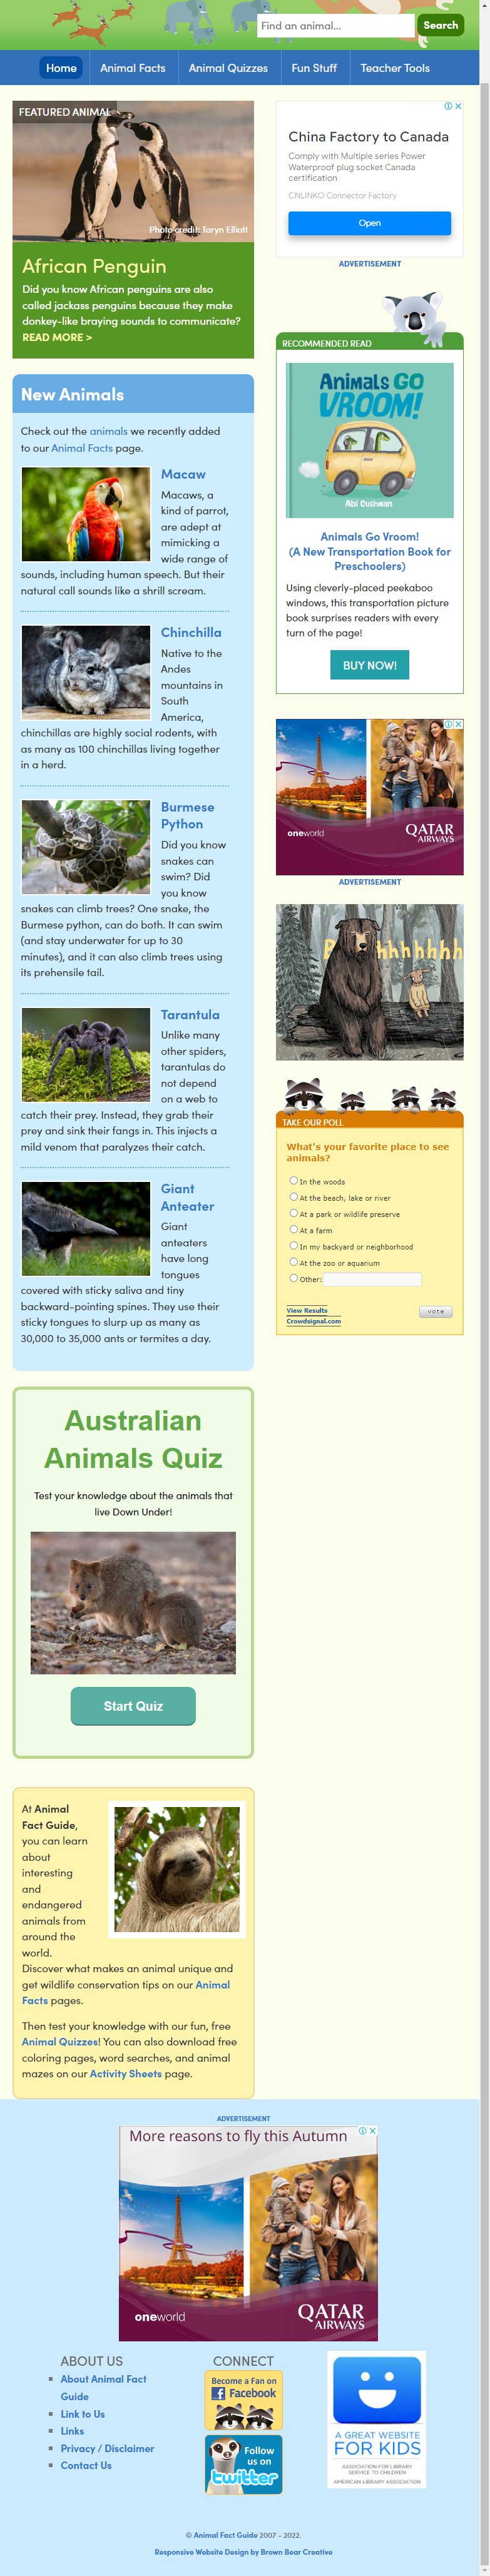 Find an animal...
Search
Home
Animal Facts
Animal Quizzes
Fun Stuff
Teacher Tools
FEATURED ANIMAL
Photo credit: Taryn Elliott
African Penguin
Did you know African penguins are also
called jackass penguins because they make
donkey-like braying sounds to communicate?
READ MORE >
New Animals
Check out the animals we recently added
to our Animal Facts page.
Macaw
Macaws, a
kind of parrot,
are adept at
mimicking a
wide range of
sounds, including human speech. But their
natural call sounds like a shrill scream.
Chinchilla
Native to the
Andes
mountains in
South
America,
chinchillas are highly social rodents, with
as many as 100 chinchillas living together
in a herd.
Burmese
Python
Did you know
snakes can
swim? Did
you know
snakes can climb trees? One snake, the
Burmese python, can do both. It can swim
(and stay underwater for up to 30
minutes), and it can also climb trees using
its prehensile tail.
Tarantula
Unlike many
other spiders,
tarantulas do
not depend
on a web to
catch their prey. Instead, they grab their
prey and sink their fangs in. This injects a
mild venom that paralyzes their catch.
Giant
Anteater
Giant
anteaters
have long
tongues
covered with sticky saliva and tiny
backward-pointing spines. They use their
sticky tongues to slurp up as many as
30,000 to 35,000 ants or termites a day.
Australian
Animals Quiz
Test your knowledge about the animals that
live Down Under!
Start Quiz
At Animal
Fact Guide,
you can learn
about
interesting
and
endangered
animals from
around the
world.
Discover what makes an animal unique and
get wildlife conservation tips on our Animal
Facts pages.
Then test your knowledge with our fun, free
Animal Quizzes! You can also download free
coloring pages, word searches, and animal
mazes on our Activity Sheets page.
China Factory to Canada
Comply with Multiple series Power
Waterproof plug socket Canada
certification
CNLINKO Connector Factory
Open
ADVERTISEMENT
RECOMMENDED READ
ANiMALS GO
VROOM!
Abi Cushman
Animals Go Vroom!
(A New Transportation Book for
Preschoolers)
Using cleverly-placed peekaboo
windows, this transportation picture
book surprises readers with every
turn of the page!
BUY NOW!
oneworld
QATAR
AIRWAYS
ADVERTISEMENT
TAKE OUR POLL
What's your favorite place to see
animals?
In the woods
At the beach, lake or river
At a park or wildlife preserve
At a farm
In my backyard or neighborhood
At the zoo or aquarium
Other:
View Results
vote
Crowdsignal.com
ADVERTISEMENT
More reasons to fly this Autumn
oneworld
QATAR
AIRWAYS
ABOUT US
About Animal Fact
Guide
Link to Us
Links
Privacy / Disclaimer
Contact Us
CONNECT
Become a Fan on
Facebook
Follow
us on
twitter
A GREAT WEBSITE
FOR KIDS
ASSOCIATION FOR LIBRARY
SERVICE TO CHILDREN
AMERICAN LIBRARY ASSOCIATION
© Animal Fact Guide 2007 - 2022.
Responsive Website Design by Brown Bear Creative